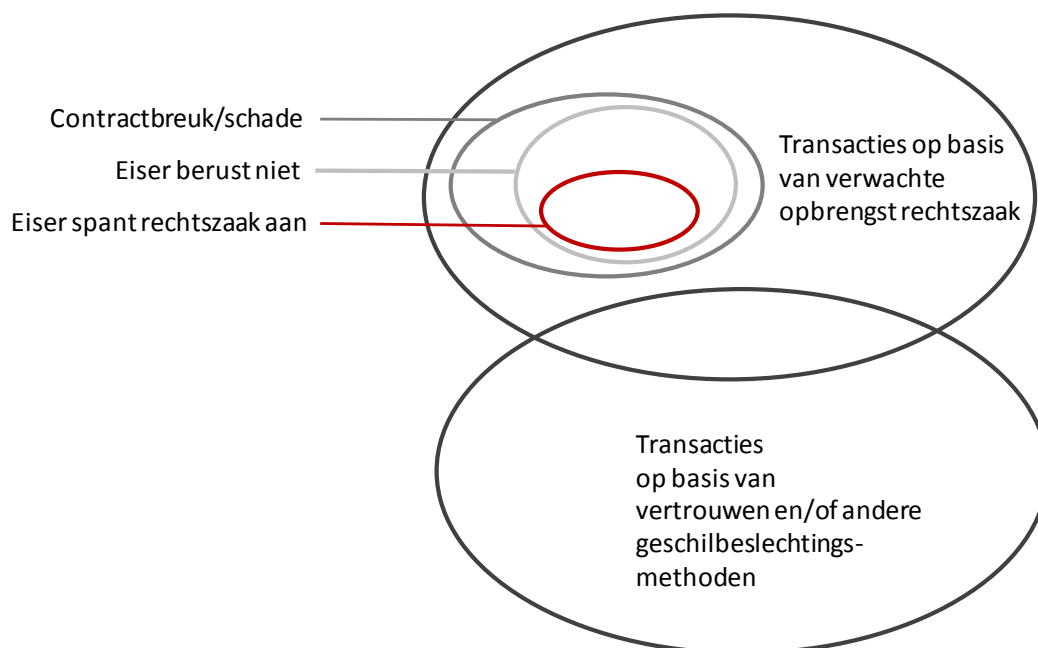 Contractbreuk/schade
Eiser berust niet
Eiser spant rechtszaak aan
Transacties op basis
van verwachte
opbrengst rechtszaak
Transacties
op basis van
vertrouwen en/of andere
geschilbeslechtings-
methoden